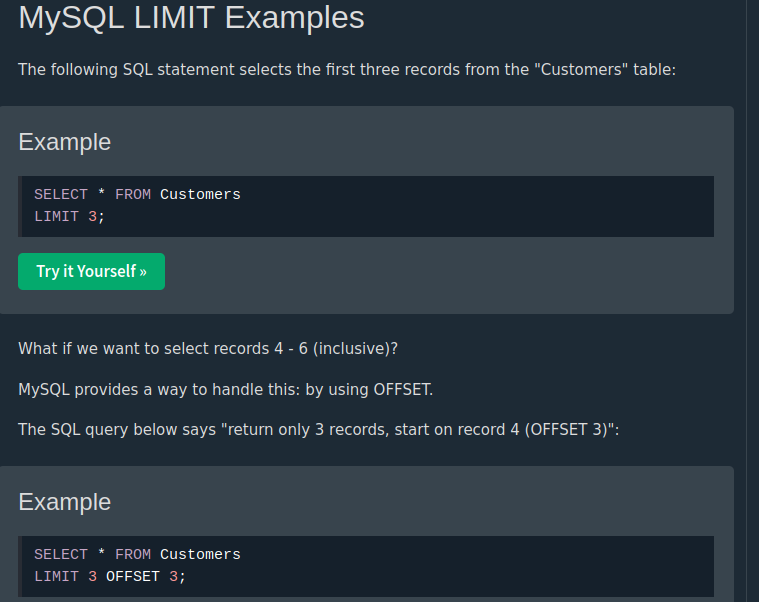 MySQL LIMIT Examples
The following SQL statement selects the first three records from the "Customers" table:
Example
SELECT * FROM Customers
LIMIT 3;
Try it Yourself »
What if we want to select records 4 - 6 (inclusive)?
MySQL provides a way to handle this: by using OFFSET.
The SQL query below says "return only 3 records, start on record 4 (OFFSET 3)":
Example
SELECT * FROM Customers
LIMIT 3 OFFSET 3;